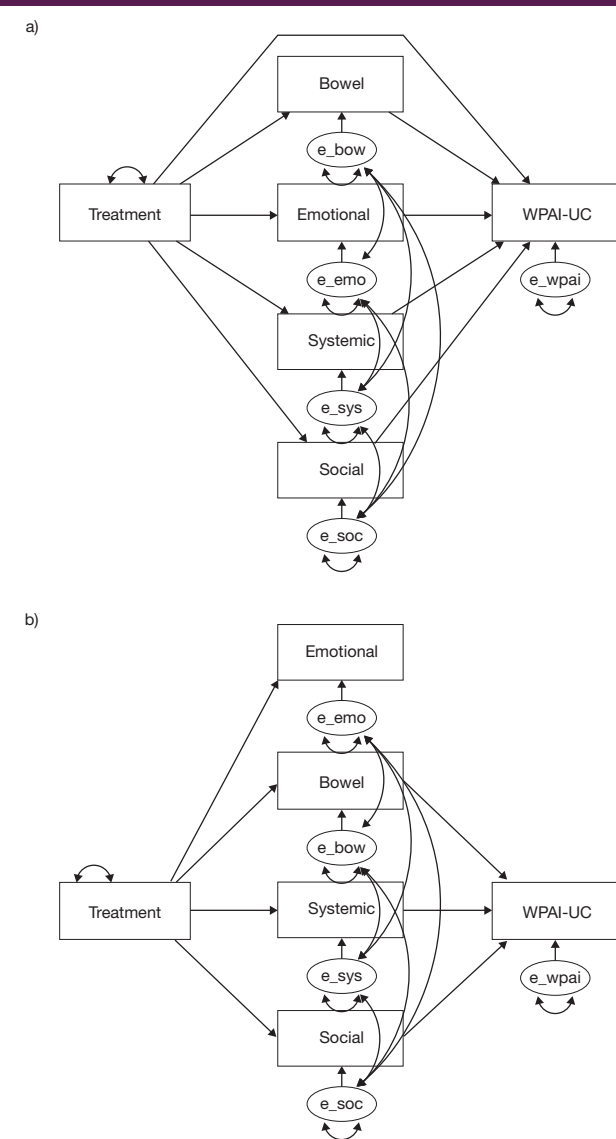 a)
Bowel
e_bow
Treatment
Emotional
WPAI-UC
e_emo
e_wpai
Systemic
e_sys
Social
e_soc
b)
Emotional
e_emo
Bowel
e_bow
Treatment
Systemic
WPAI-UC
e_sys
e_wpai
Social
e_soc